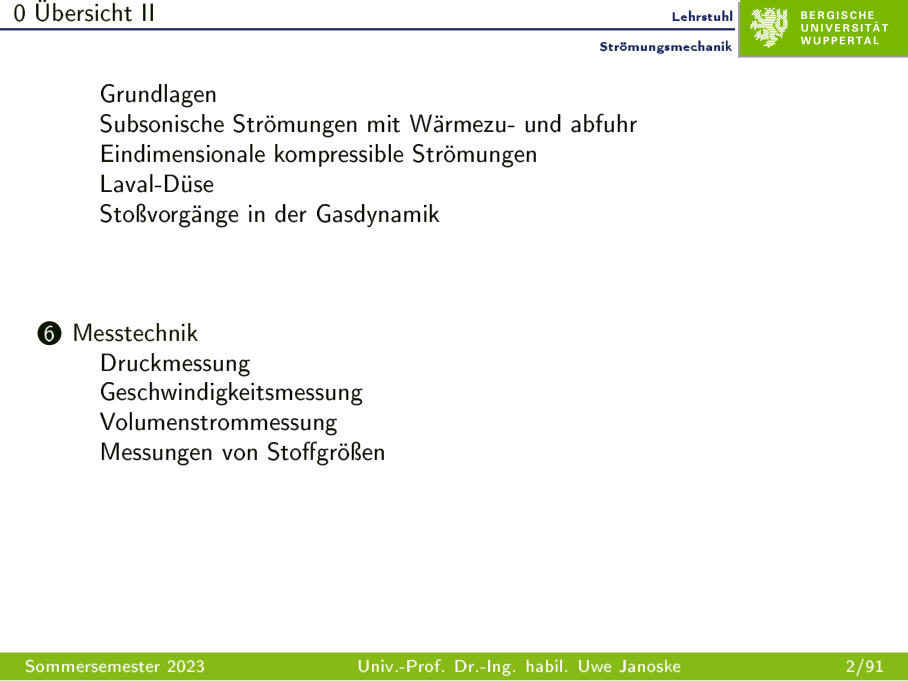 0 Übersicht II
Lehrstuhl
Strömungsmechanik
BERGISCHE
UNIVERSITÄT
WUPPERTAL
Grundlagen
Subsonische Strömungen mit Wärmezu- und abfuhr
Eindimensionale kompressible Strömungen
Laval-Düse
Stoßvorgänge in der Gasdynamik
6 Messtechnik
Druckmessung
Geschwindigkeitsmessung
Volumenstrommessung
Messungen von Stoffgrößen
Sommersemester 2023 Univ.-Prof. Dr.-Ing. habil. Uwe Janoske 2/91